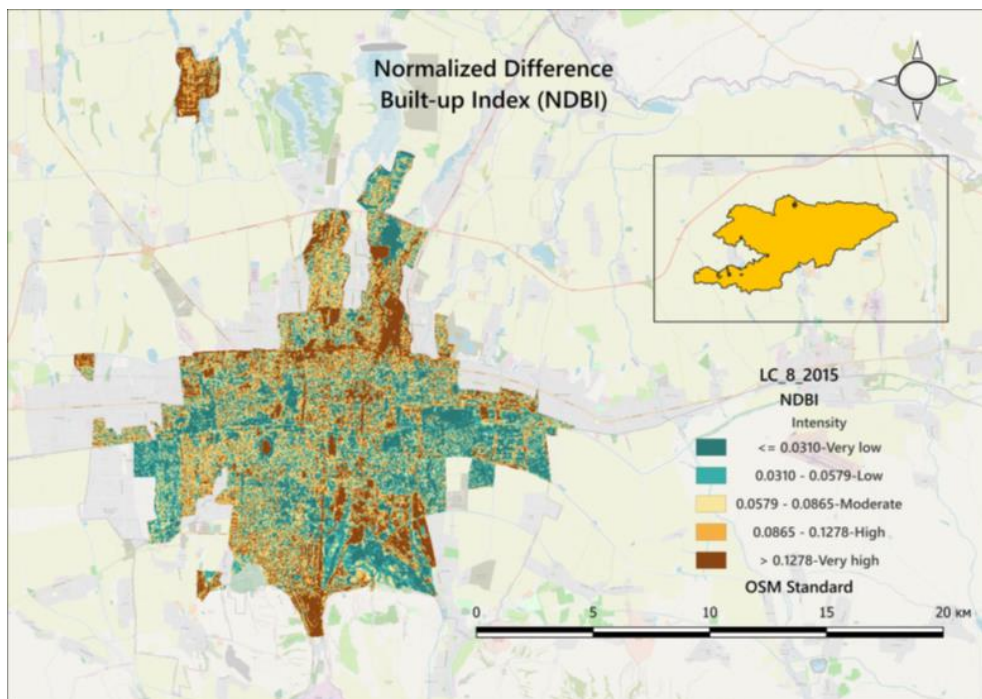 Normalized Difference
Built-up Index (NDBI)
LC_8_2015
NDBI
Intensity
<= 0.0310-Very low
0.0310 - 0.0579-Low
0.0579 - 0.0865-Moderate
0.0865 - 0.1278-High
> 0.1278-Very high
OSM Standard
0 5 10 15 20 км